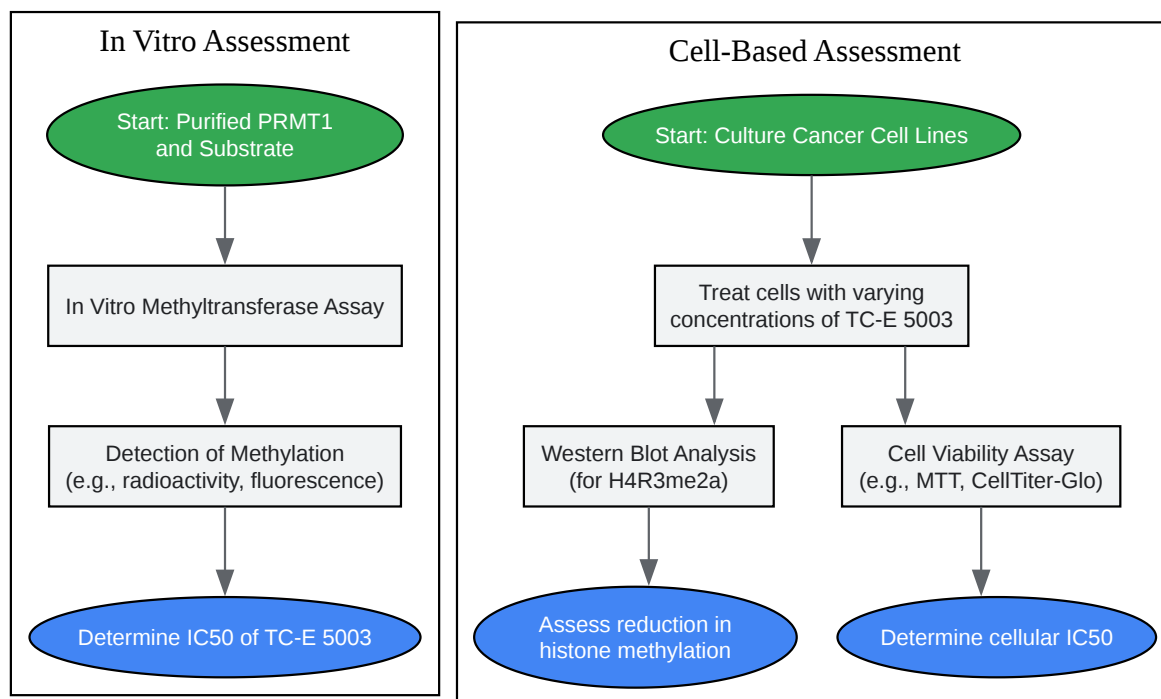 In Vitro Assessment
Start: Purified PRMT1
and Substrate
In Vitro Methyltransferase Assay
Detection of Methylation
(e.g., radioactivity, fluorescence)
Determine IC50 of TC-E 5003
Cell-Based Assessment
Start: Culture Cancer Cell Lines
Treat cells with varying
concentrations of TC-E 5003
Western Blot Analysis
(for H4R3me2a)
Cell Viability Assay
(e.g., MTT, CellTiter-Glo)
Assess reduction in
histone methylation
Determine cellular IC50